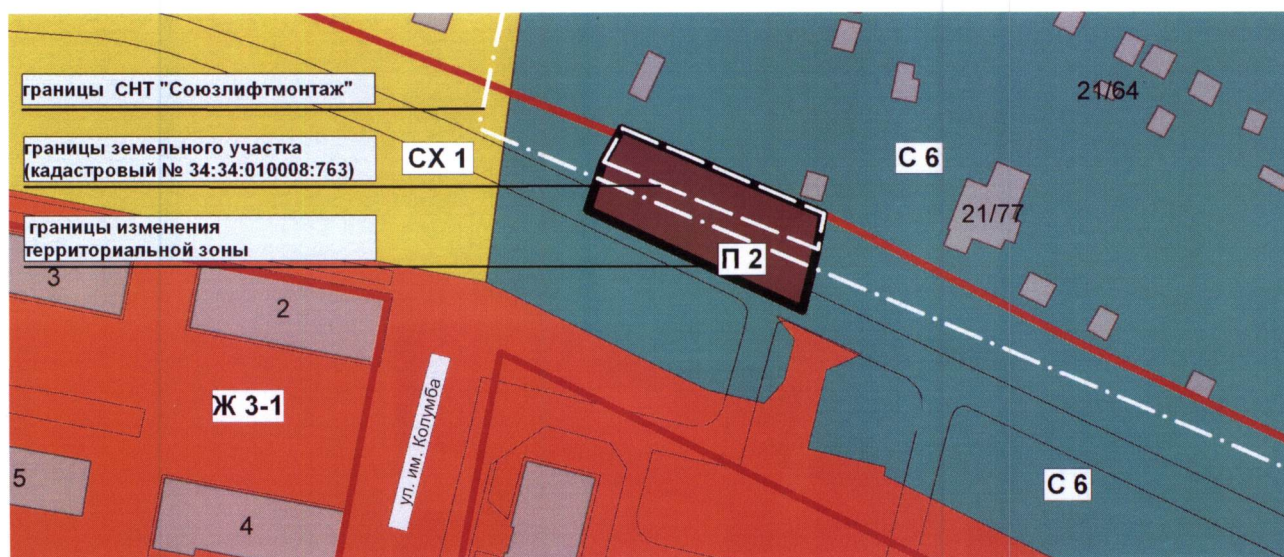 границы СНТ "Союзлифтмонтаж"
границы земельного участка
(кадастровый № 34:34:010008:763)
границы изменения
территориальной зоны
СХ 1
С 6
21/64
21/77
П 2
3
2
Ж 3-1
ул. им. Колумба
5
4
С 6